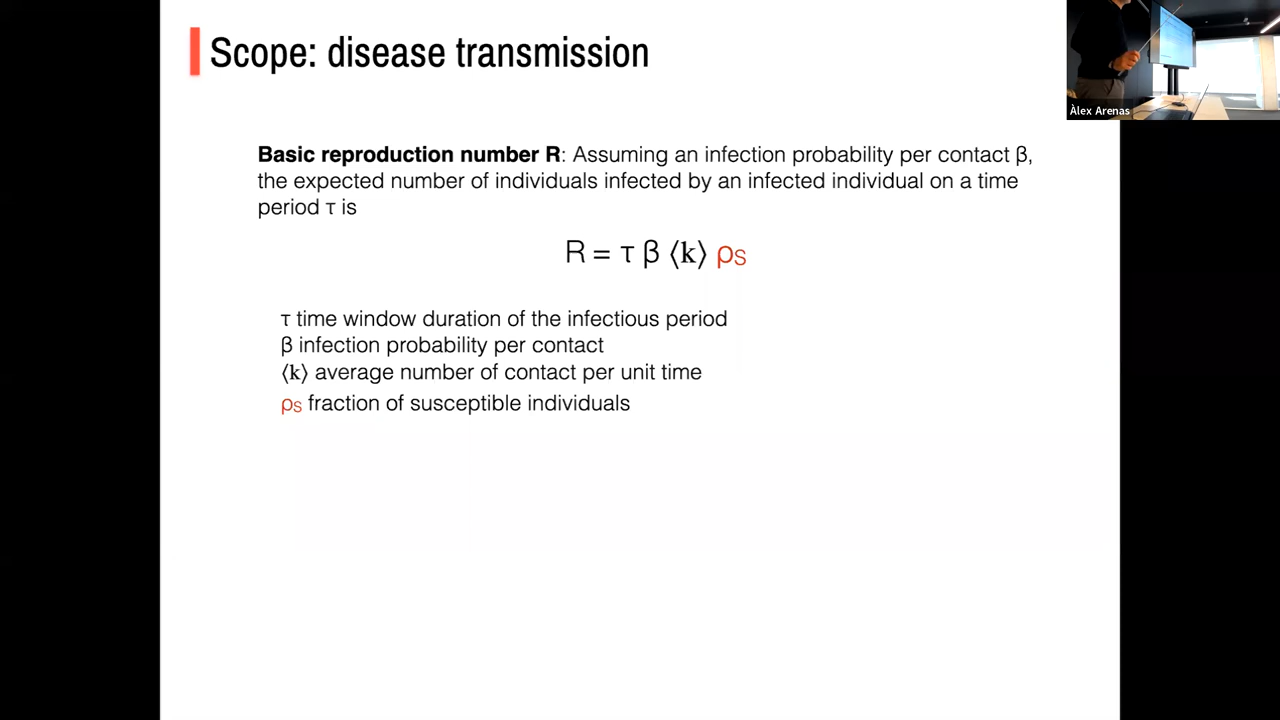 Scope: disease transmission
Àlex Arenas
Basic reproduction number R: Assuming an infection probability per contact β,
the expected number of individuals infected by an infected individual on a time
period τ is
R = τ β ⟨k⟩ ρS
τ time window duration of the infectious period
β infection probability per contact
⟨k⟩ average number of contact per unit time
ρS fraction of susceptible individuals